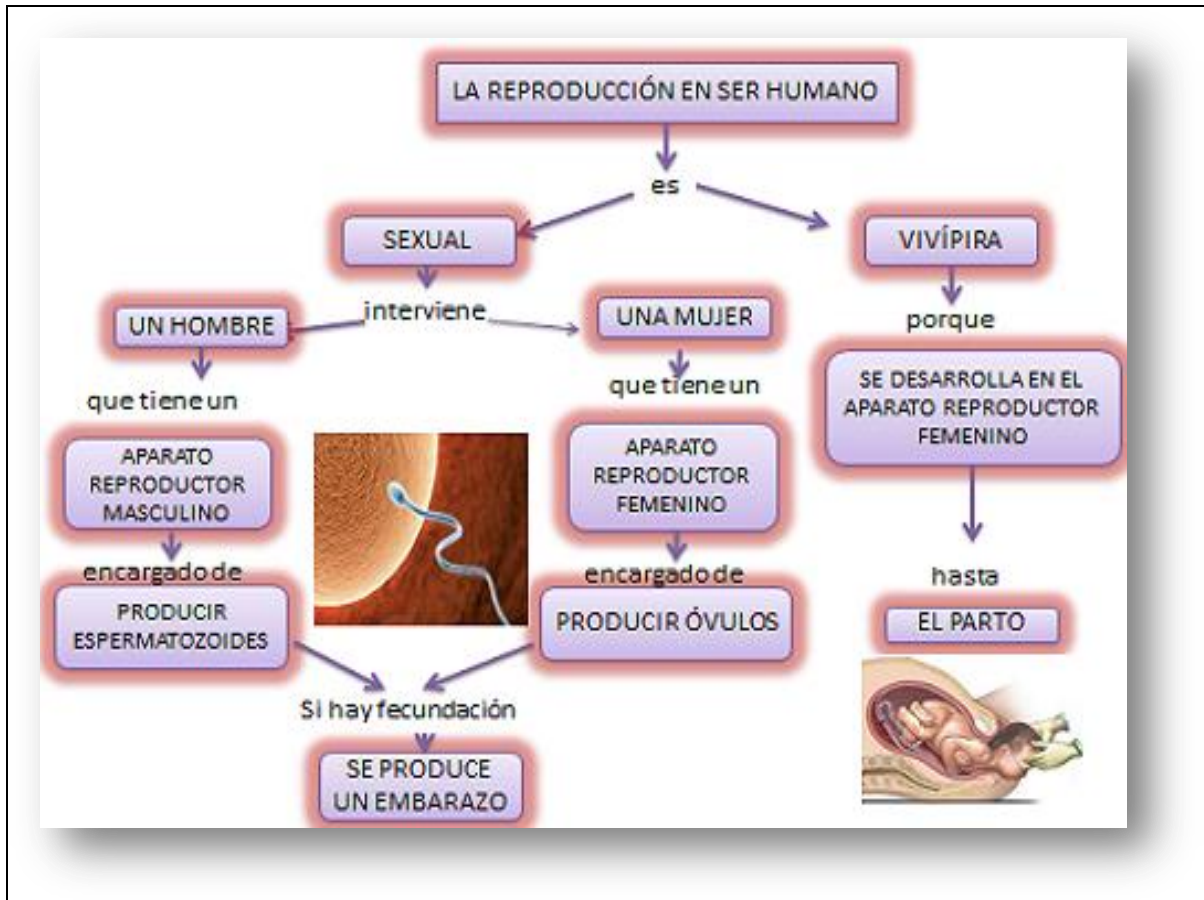 LA REPRODUCCIÓN EN SER HUMANO
es
SEXUAL
VIVÍPIRA
interviene
porque
UN HOMBRE
UNA MUJER
que tiene un
que tiene un
SE DESARROLLA EN EL
APARATO REPRODUCTOR
FEMENINO
APARATO
REPRODUCTOR
MASCULINO
APARATO
REPRODUCTOR
FEMENINO
encargado de
encargado de
hasta
PRODUCIR
ESPERMATOZOIDES
PRODUCIR ÓVULOS
EL PARTO
Si hay fecundación
SE PRODUCE
UN EMBARAZO